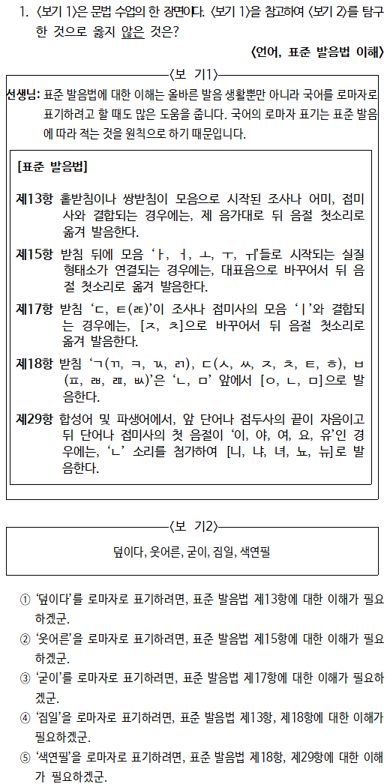 1. 〈보기 1〉은 문법 수업의 한 장면이다. 〈보기 1〉을 참고하여 〈보기 2〉를 탐구
한 것으로 옳지 않은 것은?
<언어, 표준 발음법 이해>
〈보 기1〉
선생님: 표준 발음법에 대한 이해는 올바른 발음 생활뿐만 아니라 국어를 로마자로
표기하려고 할 때도 많은 도움을 줍니다. 국어의 로마자 표기는 표준 발음
에 따라 적는 것을 원칙으로 하기 때문입니다.
[표준 발음법]
제13항 홑받침이나 쌍받침이 모음으로 시작된 조사나 어미, 접미
사와 결합되는 경우에는, 제 음가대로 뒤 음절 첫소리로
옮겨 발음한다.
제15항 받침 뒤에 모음 ‘ㅏ, ㅓ, ㅗ, ㅜ, ㅟ’들로 시작되는 실질
형태소가 연결되는 경우에는, 대표음으로 바꾸어서 뒤 음
절 첫소리로 옮겨 발음한다.
제17항 받침 ‘ㄷ, ㅌ(ㄾ)’이 조사나 접미사의 모음 ‘ㅣ’와 결합되
는 경우에는, [ㅈ, ㅊ]으로 바꾸어서 뒤 음절 첫소리로
옮겨 발음한다.
제18항 받침 ‘ㄱ(ㄲ, ㅋ, ㄳ, ㄺ), ㄷ(ㅅ, ㅆ, ㅈ, ㅊ, ㅌ, ㅎ), ㅂ
(ㅍ, ㄼ, ㄿ, ㅄ)’은 ‘ㄴ, ㅁ’ 앞에서 [ㅇ, ㄴ, ㅁ]으로 발
음한다.
제29항 합성어 및 파생어에서, 앞 단어나 접두사의 끝이 자음이고
뒤 단어나 접미사의 첫 음절이 ‘이, 야, 여, 요, 유’인 경
우에는, ‘ㄴ’ 소리를 첨가하여 [니, 냐, 녀, 뇨, 뉴]로 발
음한다.
〈보 기2〉
덮이다, 웃어른, 굳이, 집일, 색연필
① ‘덮이다’를 로마자로 표기하려면, 표준 발음법 제13항에 대한 이해가 필요
하겠군.
② ‘웃어른’을 로마자로 표기하려면, 표준 발음법 제15항에 대한 이해가 필요
하겠군.
③ ‘굳이’를 로마자로 표기하려면, 표준 발음법 제17항에 대한 이해가 필요하
겠군.
④ ‘집일’을 로마자로 표기하려면, 표준 발음법 제13항, 제18항에 대한 이해가
필요하겠군.
⑤ ‘색연필’을 로마자로 표기하려면, 표준 발음법 제18항, 제29항에 대한 이해
가 필요하겠군.